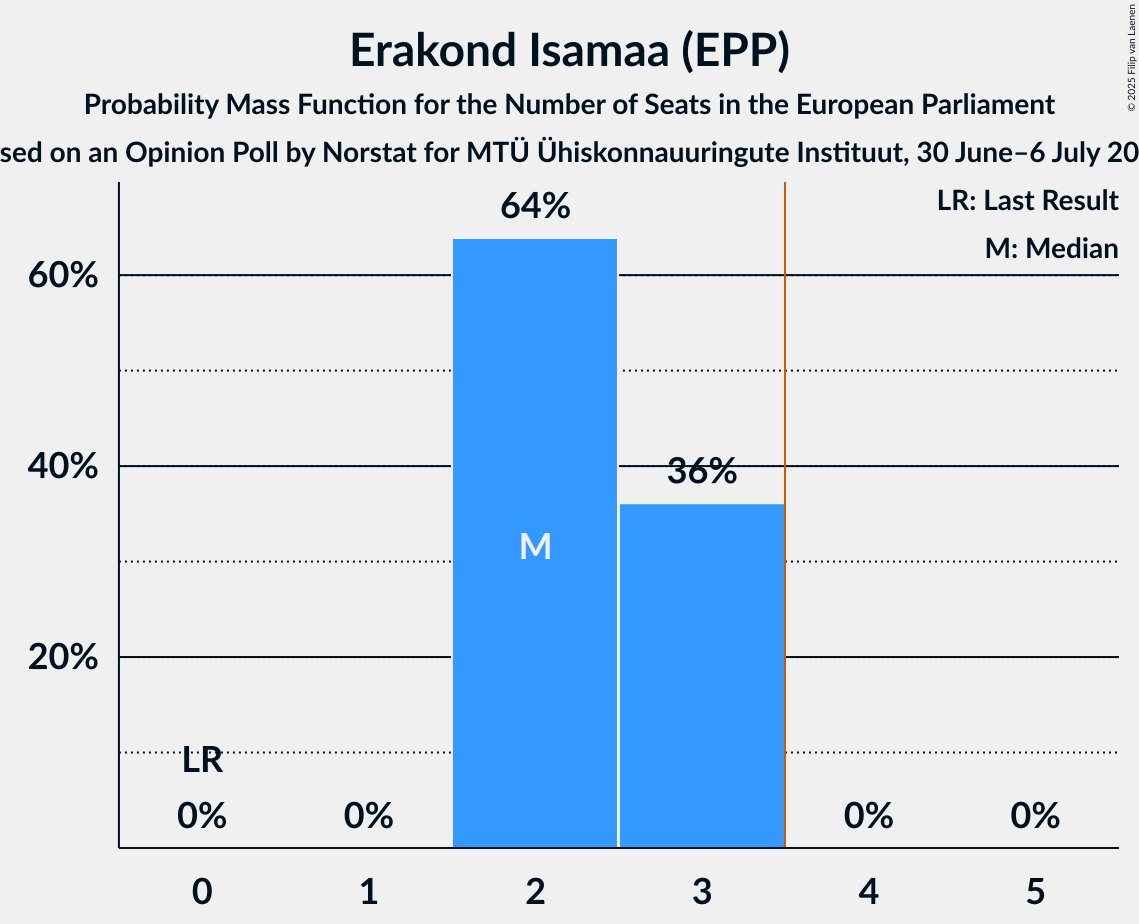 Erakond Isamaa (EPP)
Probability Mass Function for the Number of Seats in the European Parliament
sed on an Opinion Poll by Norstat for MTÜ Ühiskonnauuringute Instituut, 30 June–6 July 20
© 2025 Filip van Laenen
LR: Last Result
M: Median
64%
60%
40%
36%
M
20%
LR
0%
0%
0%
0%
0
1
2
3
4
5